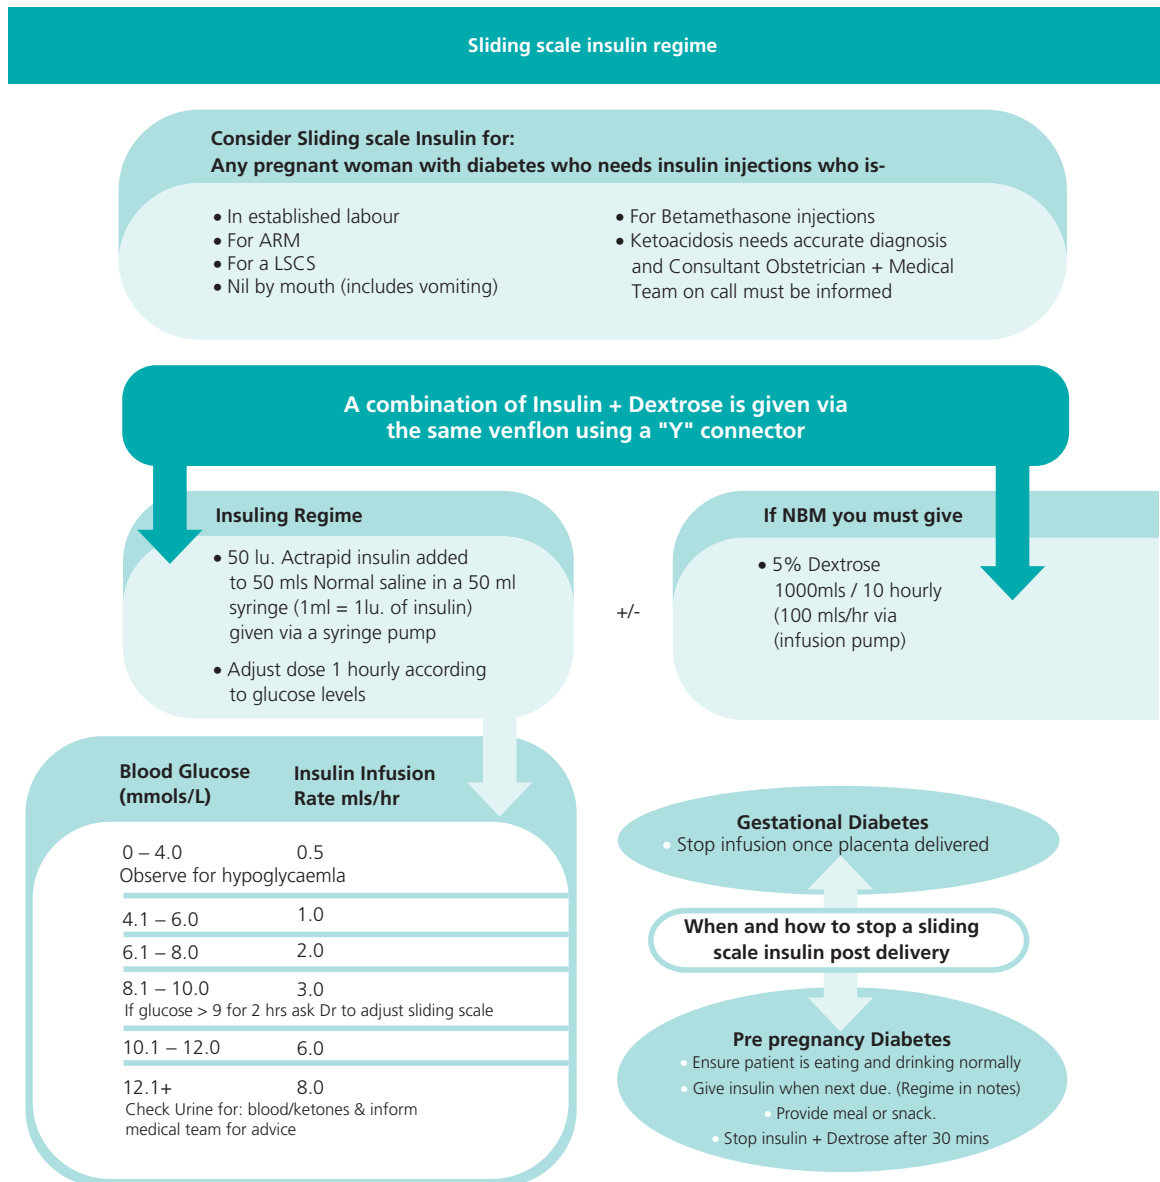 Sliding scale insulin regime
Consider Sliding scale Insulin for:
Any pregnant woman with diabetes who needs insulin injections who is-
• In established labour
• For ARM
• For a LSCS
• Nil by mouth (includes vomiting)
• For Betamethasone injections
• Ketoacidosis needs accurate diagnosis
and Consultant Obstetrician + Medical
Team on call must be informed
A combination of Insulin + Dextrose is given via
the same venflon using a "Y" connector
Insuling Regime
• 50 lu. Actrapid insulin added
to 50 mls Normal saline in a 50 ml
syringe (1ml = 1lu. of insulin)
given via a syringe pump
• Adjust dose 1 hourly according
to glucose levels
+/-
If NBM you must give
• 5% Dextrose
1000mls / 10 hourly
(100 mls/hr via
(infusion pump)
Blood Glucose Insulin Infusion
(mmols/L) Rate mls/hr
0 – 4.0 0.5
Observe for hypoglycaemla
4.1 – 6.0 1.0
6.1 – 8.0 2.0
8.1 – 10.0 3.0
If glucose > 9 for 2 hrs ask Dr to adjust sliding scale
10.1 – 12.0 6.0
12.1+ 8.0
Check Urine for: blood/ketones & inform
medical team for advice
Gestational Diabetes
• Stop infusion once placenta delivered
When and how to stop a sliding
scale insulin post delivery
Pre pregnancy Diabetes
• Ensure patient is eating and drinking normally
• Give insulin when next due. (Regime in notes)
• Provide meal or snack.
• Stop insulin + Dextrose after 30 mins